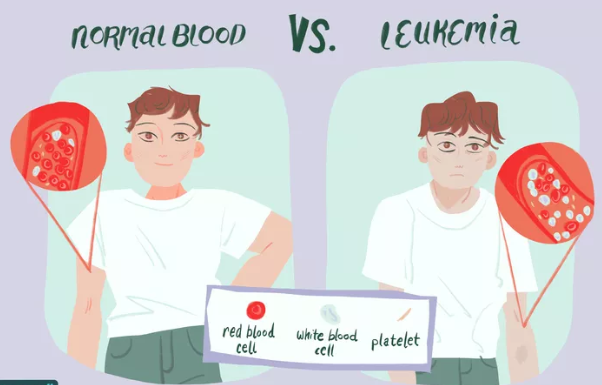 NORMAL BLOOD VS. LEUKEMIA
red blood
cell
white blood
cell
platelet